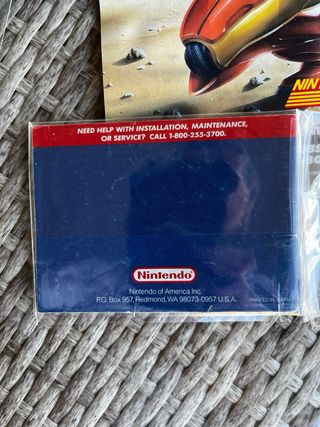 NIN
NEED HELP WITH INSTALLATION, MAINTENANCE,
OR SERVICE? CALL 1-800-255-3700.
Nintendo
Nintendo of America Inc.
P.O. Box 957, Redmond, WA 98073-0957 U.S.A.
PRINTED IN JAPAN